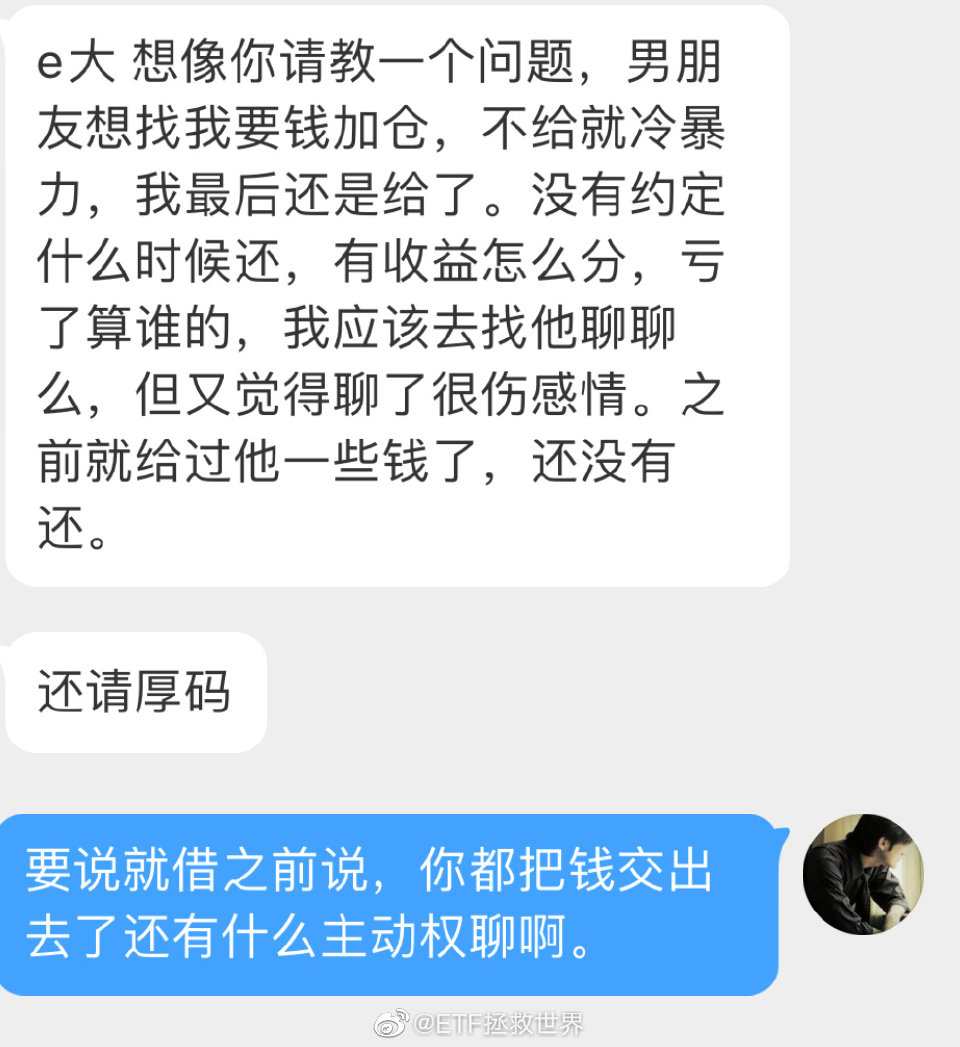 e大 想像你请教一个问题，男朋
友想找我要钱加仓，不给就冷暴
力，我最后还是给了。没有约定
什么时候还，有收益怎么分，亏
了算谁的，我应该去找他聊聊
么，但又觉得聊了很伤感情。之
前就给过他一些钱了，还没有
还。
还请厚码
要说就借之前说，你都把钱交出
去了还有什么主动权聊啊。
@ETF拯救世界